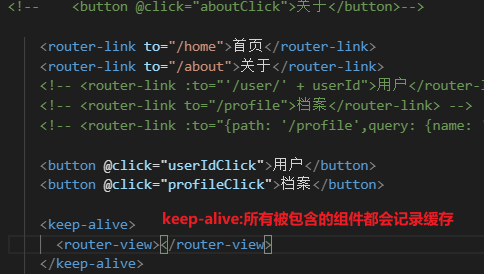 <!--    <button @click="aboutClick">关于</button>-->
<router-link to="/home">首页</router-link>
<router-link to="/about">关于</router-link>
<!-- <router-link :to="'/user/' + userId">用户</router-l
<!-- <router-link to="/profile">档案</router-link> -->
<!-- <router-link :to="{path: '/profile',query: {name:
<button @click="userIdClick">用户</button>
<button @click="profileClick">档案</button>
<keep-alive> keep-alive:所有被包含的组件都会记录缓存
<router-view></router-view>
</keep-alive>